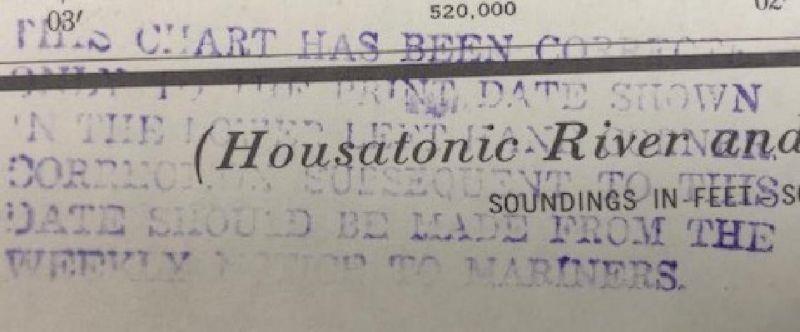 03′
520,000
02′
THIS CHART HAS BEEN CORRECTED
ONLY TO THE PRINT DATE SHOWN
IN THE LOWER LEFT HAND CORNER
(Housatonic River and
CORRECTIONS SUBSEQUENT TO THIS
SOUNDINGS IN FEET
DATE SHOULD BE MADE FROM THE
WEEKLY NOTICE TO MARINERS.